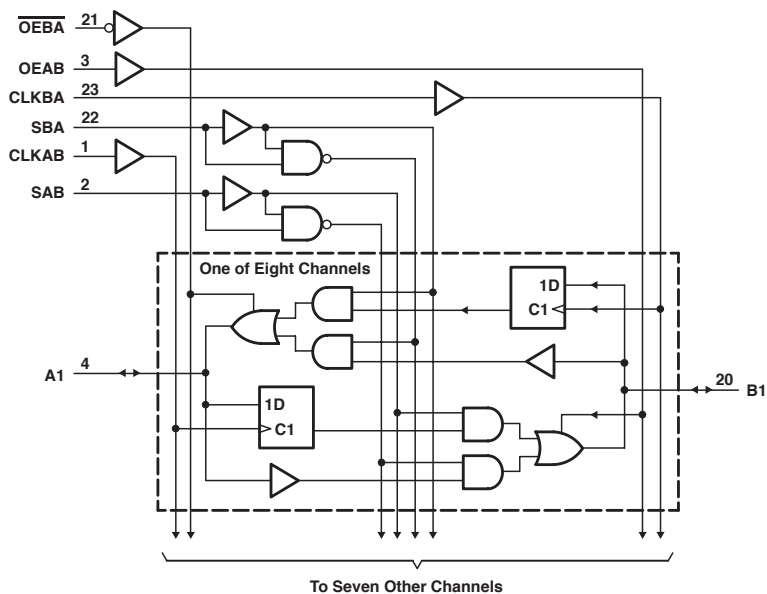 OEBA 21
OEAB 3
CLKBA 23
SBA 22
CLKAB 1
SAB 2
One of Eight Channels
1D
C1
A1 4
20 B1
1D
C1
To Seven Other Channels